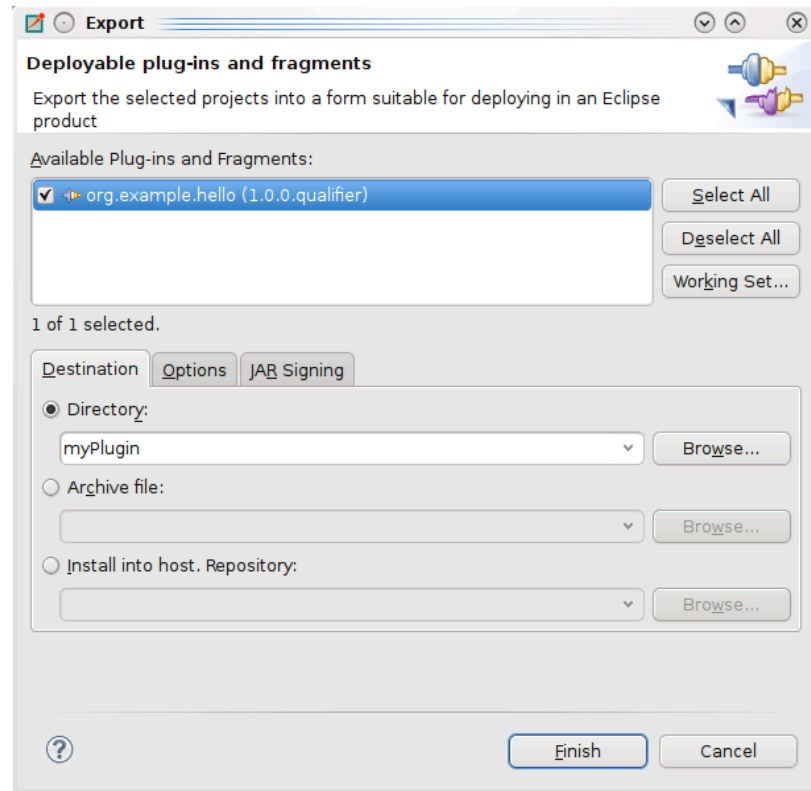 Export
Deployable plug-ins and fragments
Export the selected projects into a form suitable for deploying in an Eclipse
product
Available Plug-ins and Fragments:
org.example.hello (1.0.0.qualifier)
Select All
Deselect All
Working Set...
1 of 1 selected.
Destination Options JAR Signing
Directory:
myPlugin Browse...
Archive file:
Browse...
Install into host. Repository:
Browse...
? Finish Cancel